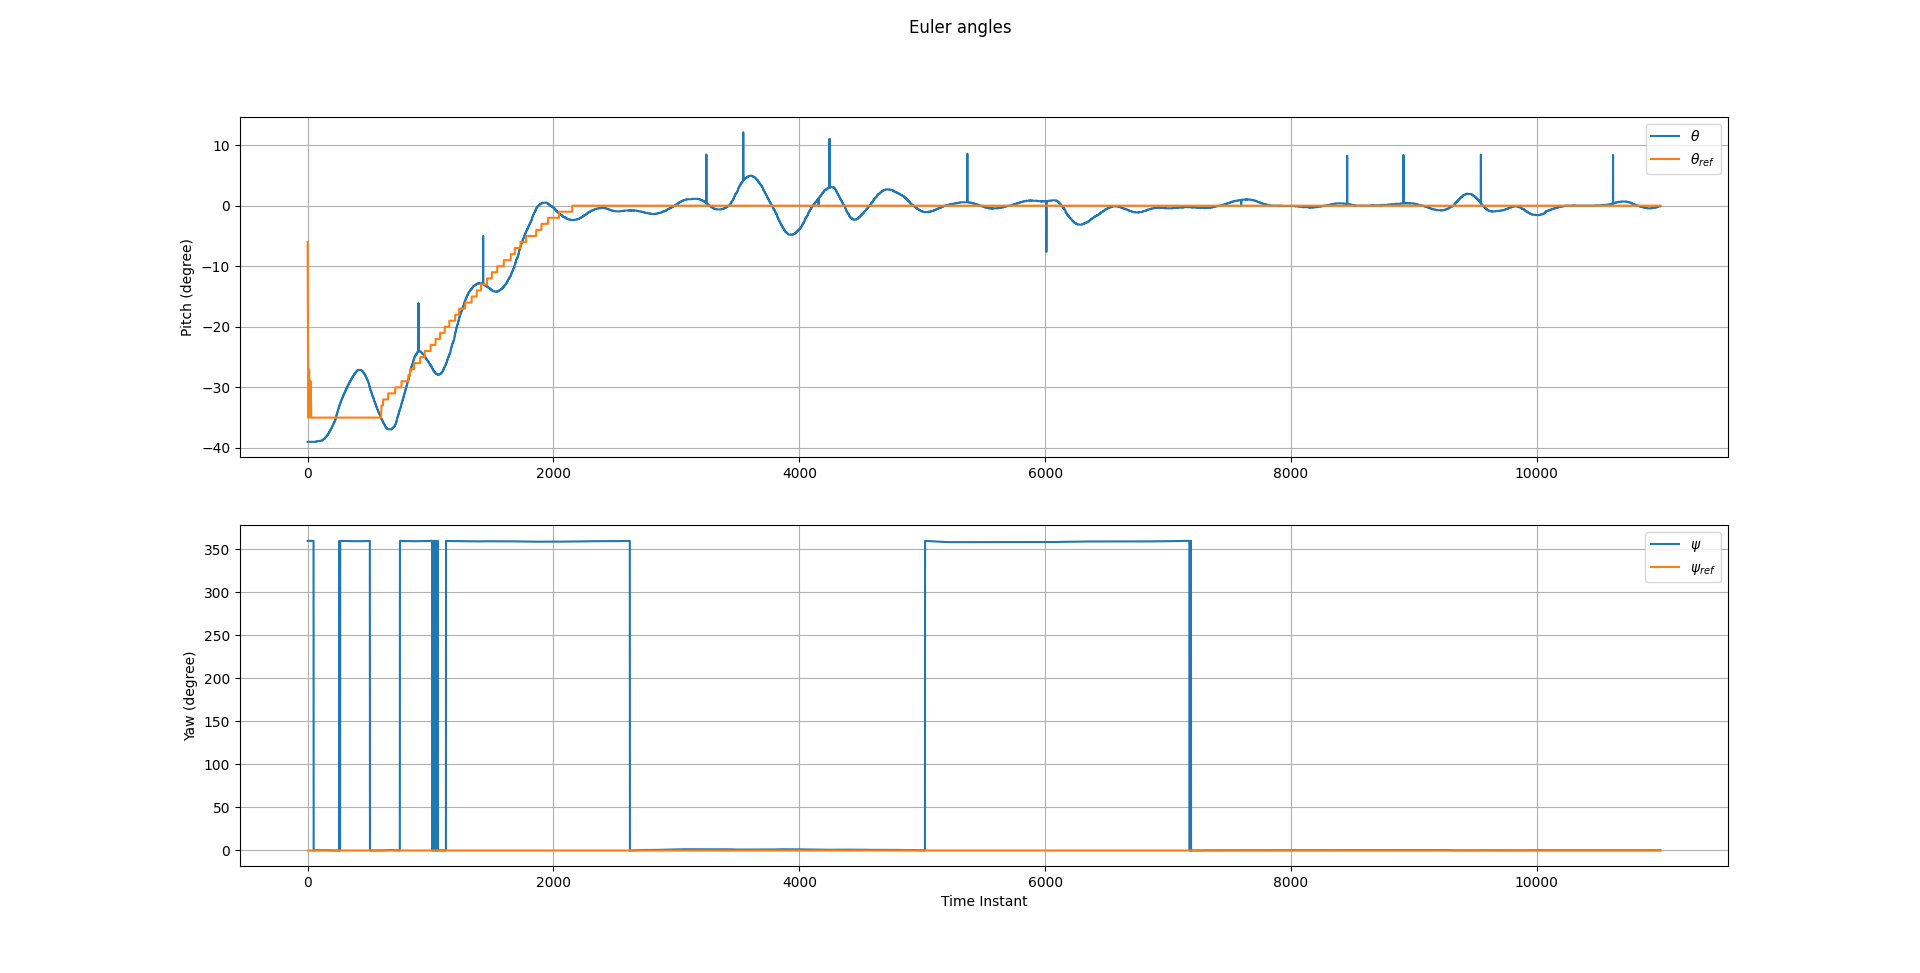 Euler angles
10
0
−10
−20
−30
−40
Pitch (degree)
θ
θref
0 2000 4000 6000 8000 10000
350
300
250
200
150
100
50
0
Yaw (degree)
ψ
ψref
0 2000 4000 6000 8000 10000
Time Instant